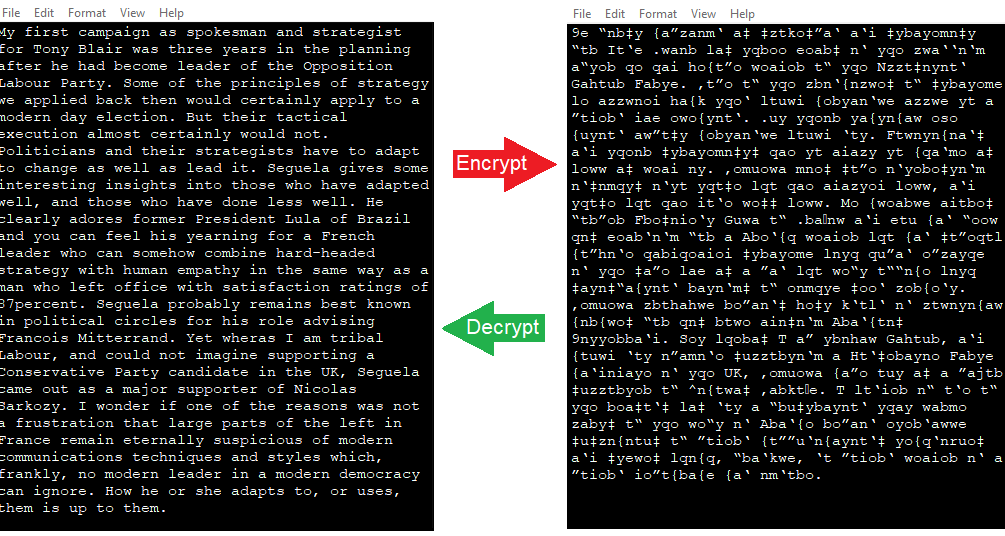 File Edit Format View Help
My first campaign as spokesman and strategist
for Tony Blair was three years in the planning
after he had become leader of the Opposition
Labour Party. Some of the principles of strategy
we applied back then would certainly apply to a
modern day election. But their tactical
execution almost certainly would not.
Politicians and their strategists have to adapt
to change as well as lead it. Seguela gives some
interesting insights into those who have adapted
well, and those who have done less well. He
clearly adores former President Lula of Brazil
and you can feel his yearning for a French
leader who can somehow combine hard-headed
strategy with human empathy in the same way as a
man who left office with satisfaction ratings of
87percent. Seguela probably remains best known
in political circles for his role advising
Francois Mitterrand. Yet wheras I am tribal
Labour, and could not imagine supporting a
Conservative Party candidate in the UK, Seguela
came out as a major supporter of Nicolas
Sarkozy. I wonder if one of the reasons was not
a frustration that large parts of the left in
France remain eternally suspicious of modern
communications techniques and styles which,
frankly, no modern leader in a modern democracy
can ignore. How he or she adapts to, or uses,
them is up to them.
Encrypt
Decrypt
File Edit Format View Help
9e “nb‡y {a”zanm‘ a‡ ‡ztko‡”a‘ a‘i ‡ybayomn‡y
“tb It‘e .wanb la‡ yqboo eoab‡ n‘ yqo zwa‘‘n‘m
a“yob qo qai ho{t”o woaiob t“ yqo Nzzt‡nynt‘
Gahtub Fabye. ,t”o t“ yqo zbn‘{nzwo‡ t“ ‡ybayome
lo azzwnoi ha{k yqo‘ ltuwi {obyan‘we azzwe yt a
”tiob‘ iae owo{ynt‘. .uy yqonb ya{yn{aw oso
{uynt‘ aw”t‡y {obyan‘we ltuwi ‘ty. Ftwnyn{na‘‡
a‘i yqonb ‡ybayomn‡y‡ qao yt aiazy yt {qa‘mo a‡
loww a‡ woai ny. ,omuowa mno‡ ‡t”o n‘yobo‡yn‘m
n‘‡nmqy‡ n‘yt yqt‡o lqt qao aiazyoi loww, a‘i
yqt‡o lqt qao it‘o wo‡‡ loww. Mo {woabwe aitbo‡
“tb”ob Fbo‡nio‘y Guwa t“ .banw a‘i etu {a‘ “oow
qn‡ eoab‘n‘m “tb a Abo‘{q woaiob lqt {a‘ ‡t”oqtl
{t”hn‘o qabiqoaioi ‡ybayome lnyq qu”a‘ o”zayqe
n‘ yqo ‡a”o lae a‡ a ”a‘ lqt wo“y t““n{o lnyq
‡ayn‡“a{ynt‘ bayn‘m‡ t“ onmqye ‡oo‘ zob{o‘y.
,omuowa zbthahwe bo”an‘‡ ho‡y k‘tl‘ n‘ ztwnyn{aw
{nb{wo‡ “tb qn‡ btwo ain‡n‘m Aba‘{tn‡
9nyyobba‘i. Soy lqoba‡ T a” ybnhaw Gahtub, a‘i
{tuwi ‘ty n”amn‘o ‡uzztbyn‘m a Ht‘‡obayno Fabye
{a‘iniayo n‘ yqo UK, ,omuowa {a”o tuy a‡ a ”ajtb
‡uzztbyob t“ ^n{twa‡ ,abkte. T lt‘iob n“ t‘o t“
yqo boa‡t‘‡ la‡ ‘ty a “bu‡ybaynt‘ yqay wabmo
zaby‡ t“ yqo wo“y n‘ Aba‘{o bo”an‘ oyob‘awwe
‡u‡zn{ntu‡ t“ ”tiob‘ {t””u‘n{aynt‘‡ yo{q‘nruo‡
a‘i ‡yewo‡ lqn{q, “ba‘kwe, ‘t ”tiob‘ woaiob n‘ a
”tiob‘ io”t{ba{e {a‘ nm‘tbo.